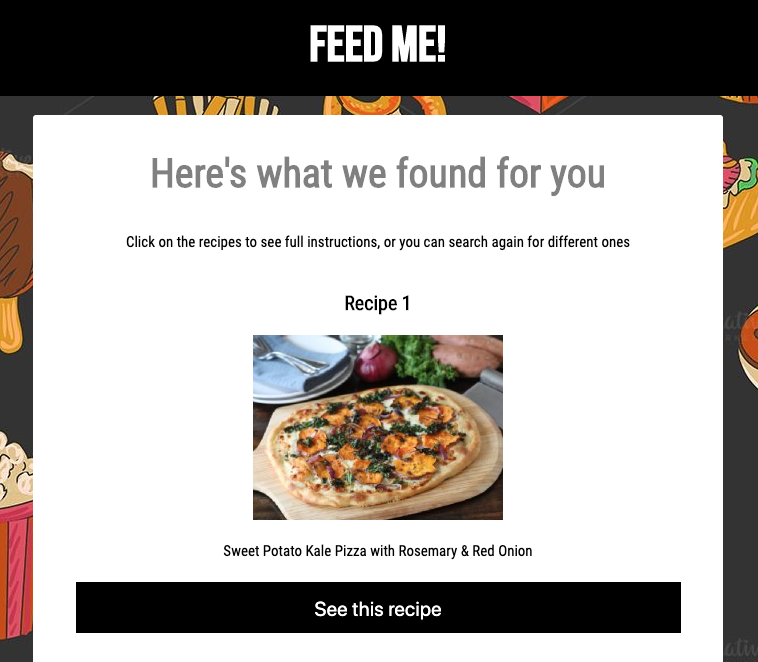 FEED ME!
Here's what we found for you
Click on the recipes to see full instructions, or you can search again for different ones
Recipe 1
Sweet Potato Kale Pizza with Rosemary & Red Onion
See this recipe